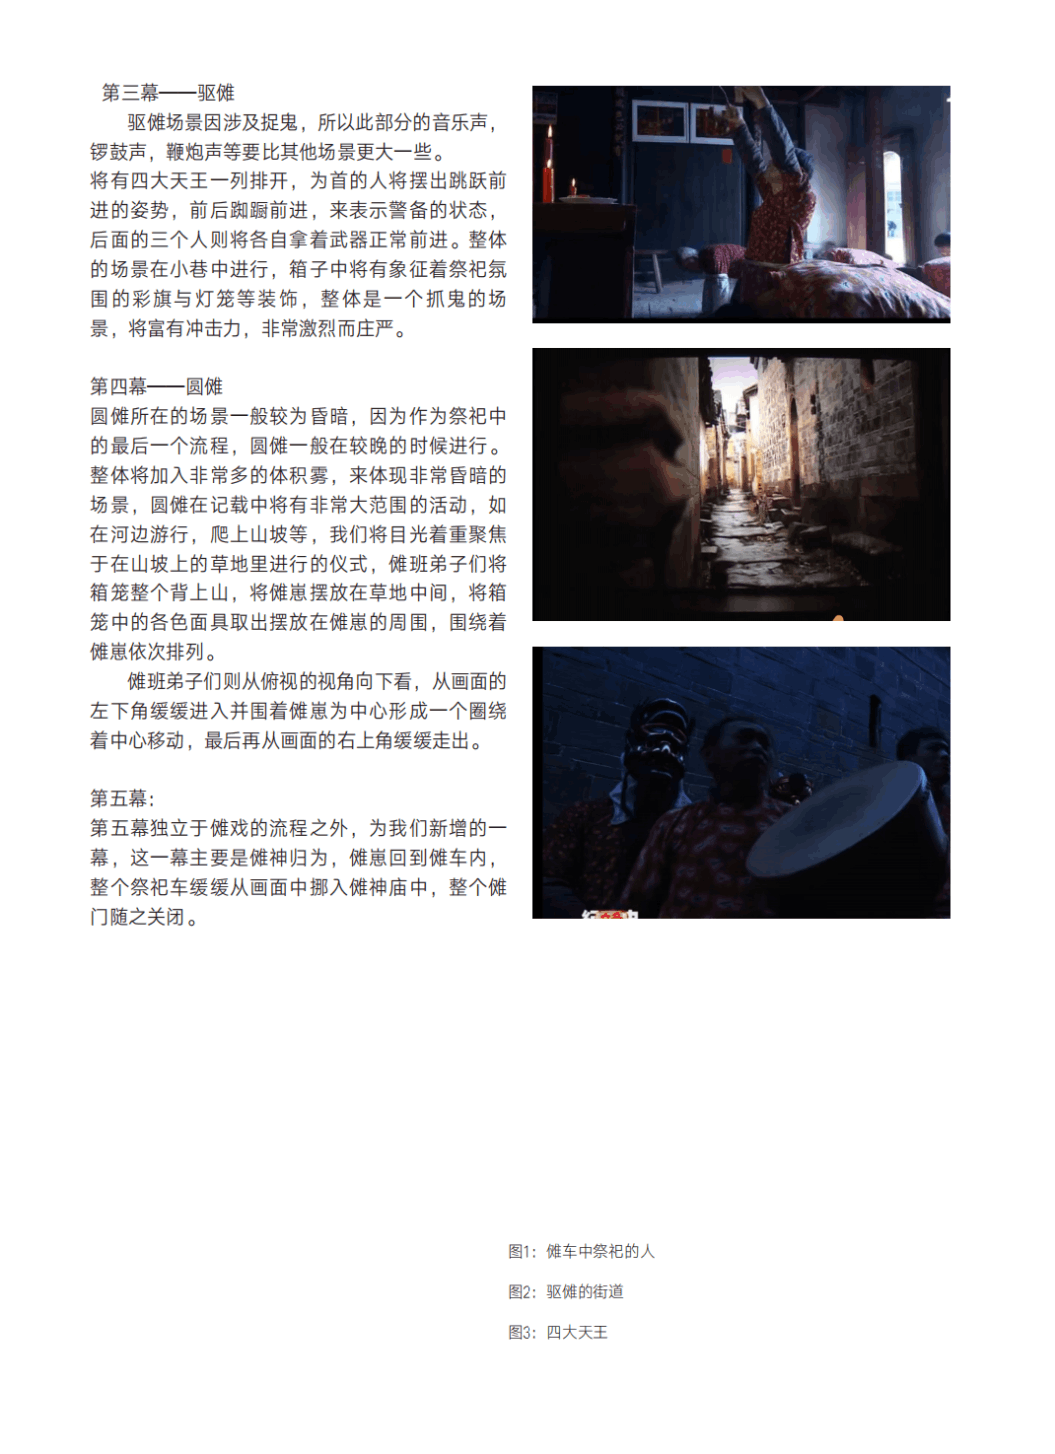 第三幕——驱傩
驱傩场景因涉及捉鬼，所以此部分的音乐声，
锣鼓声，鞭炮声等要比其他场景更大一些。
将有四大天王一列排开，为首的人将摆出跳跃前
进的姿势，前后踟蹰前进，来表示警备的状态，
后面的三个人则将各自拿着武器正常前进。整体
的场景在小巷中进行，箱子中将有象征着祭祀氛
围的彩旗与灯笼等装饰，整体是一个抓鬼的场
景，将富有冲击力，非常激烈而庄严。
第四幕——圆傩
圆傩所在的场景一般较为昏暗，因为作为祭祀中
的最后一个流程，圆傩一般在较晚的时候进行。
整体将加入非常多的体积雾，来体现非常昏暗的
场景，圆傩在记载中将有非常大范围的活动，如
在河边游行，爬上山坡等，我们将目光着重聚焦
于在山坡上的草地里进行的仪式，傩班弟子们将
箱笼整个背上山，将傩崽摆放在草地中间，将箱
笼中的各色面具取出摆放在傩崽的周围，围绕着
傩崽依次排列。
傩班弟子们则从俯视的视角向下看，从画面的
左下角缓缓进入并围着傩崽为中心形成一个圈绕
着中心移动，最后再从画面的右上角缓缓走出。
第五幕：
第五幕独立于傩戏的流程之外，为我们新增的一
幕，这一幕主要是傩神归为，傩崽回到傩车内，
整个祭祀车缓缓从画面中挪入傩神庙中，整个傩
门随之关闭。
图1：傩车中祭祀的人
图2：驱傩的街道
图3：四大天王